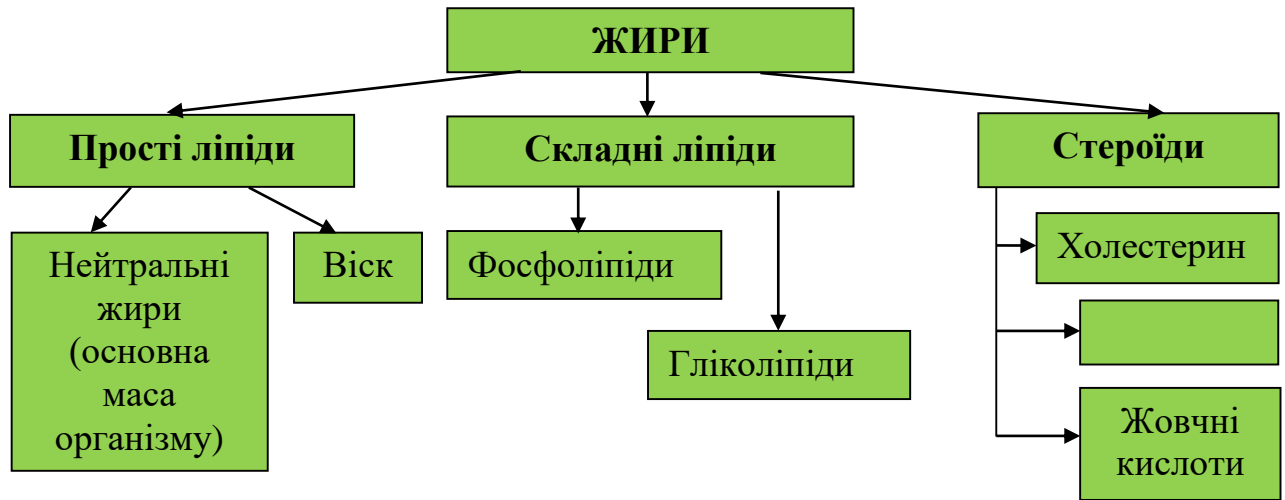 ЖИРИ
Прості ліпіди
Складні ліпіди
Стероїди
Нейтральні
жири
(основна
маса
організму)
Віск
Фосфоліпіди
Гліколіпіди
Холестерин
Жовчні
кислоти